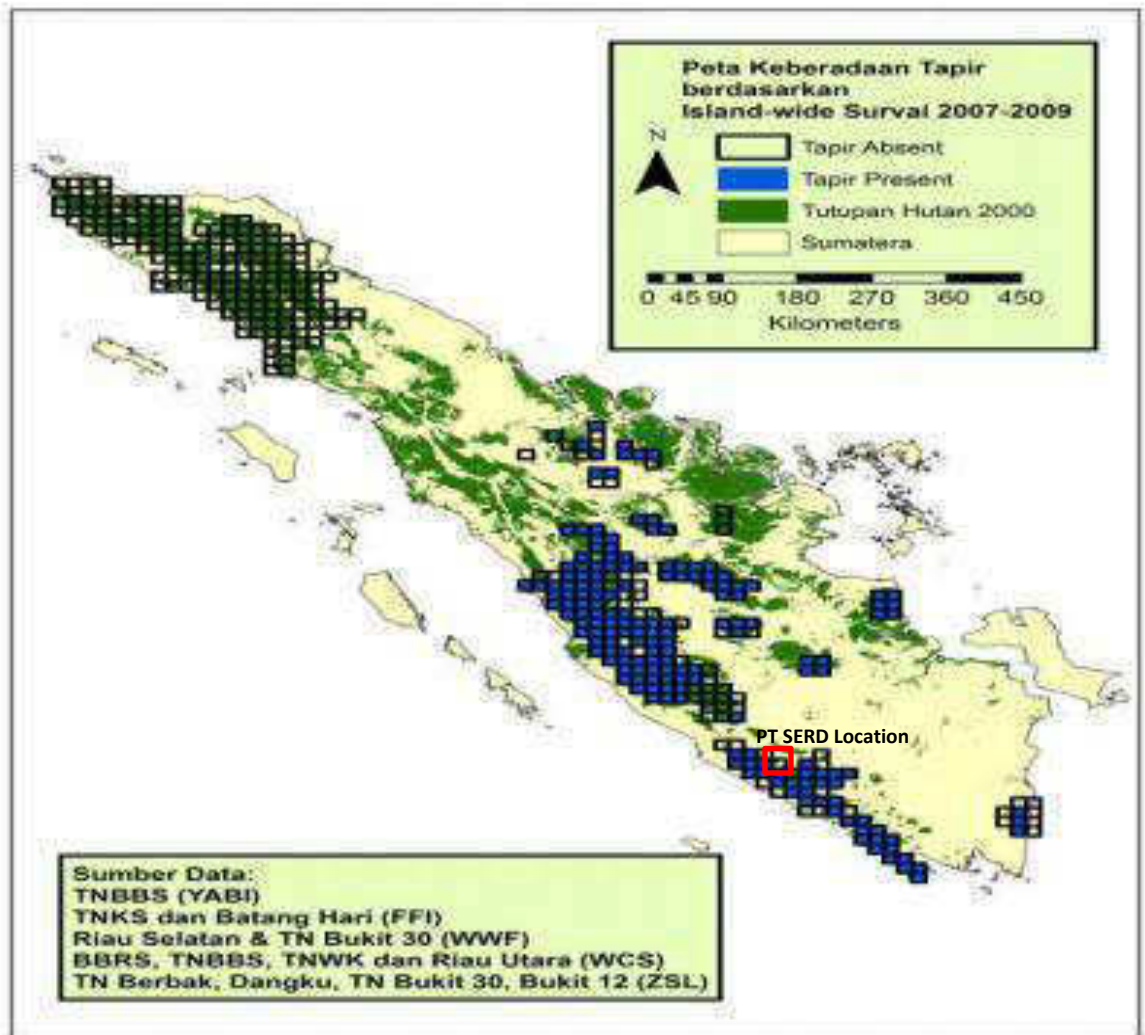 Peta Keberadaan Tapir
berdasarkan
Island-wide Surval 2007-2009
N
Tapir Absent
Tapir Present
Tutupan Hutan 2000
Sumatera
0 45 90 180 270 360 450
Kilometers
PT SERD Location
Sumber Data:
TNBBS (YABI)
TNKS dan Batang Hari (FFI)
Riau Selatan & TN Bukit 30 (WWF)
BBRS, TNBBS, TNWK dan Riau Utara (WCS)
TN Berbak, Dangku, TN Bukit 30, Bukit 12 (ZSL)